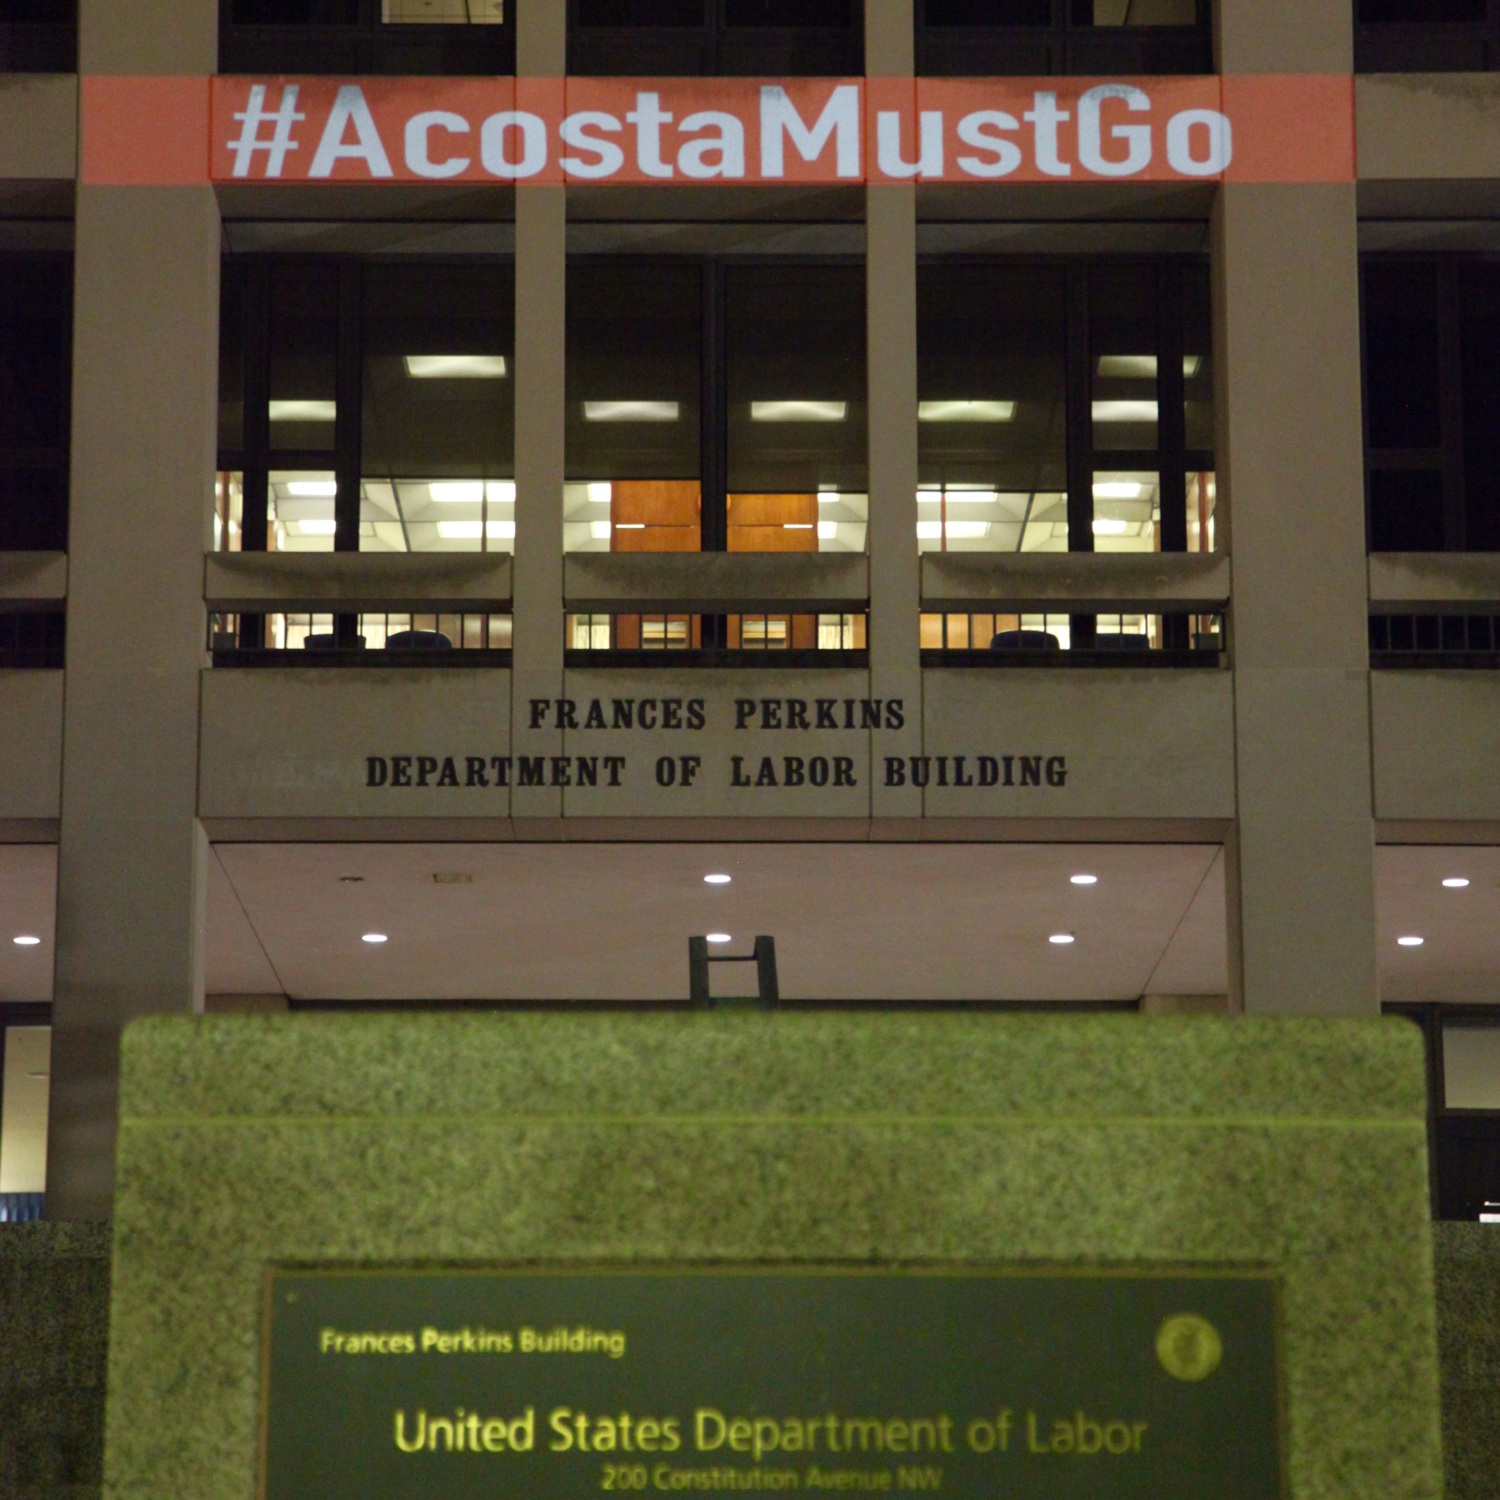 #AcostaMustGo
FRANCES PERKINS
DEPARTMENT OF LABOR BUILDING
Frances Perkins Building
United States Department of Labor
200 Constitution Avenue NW